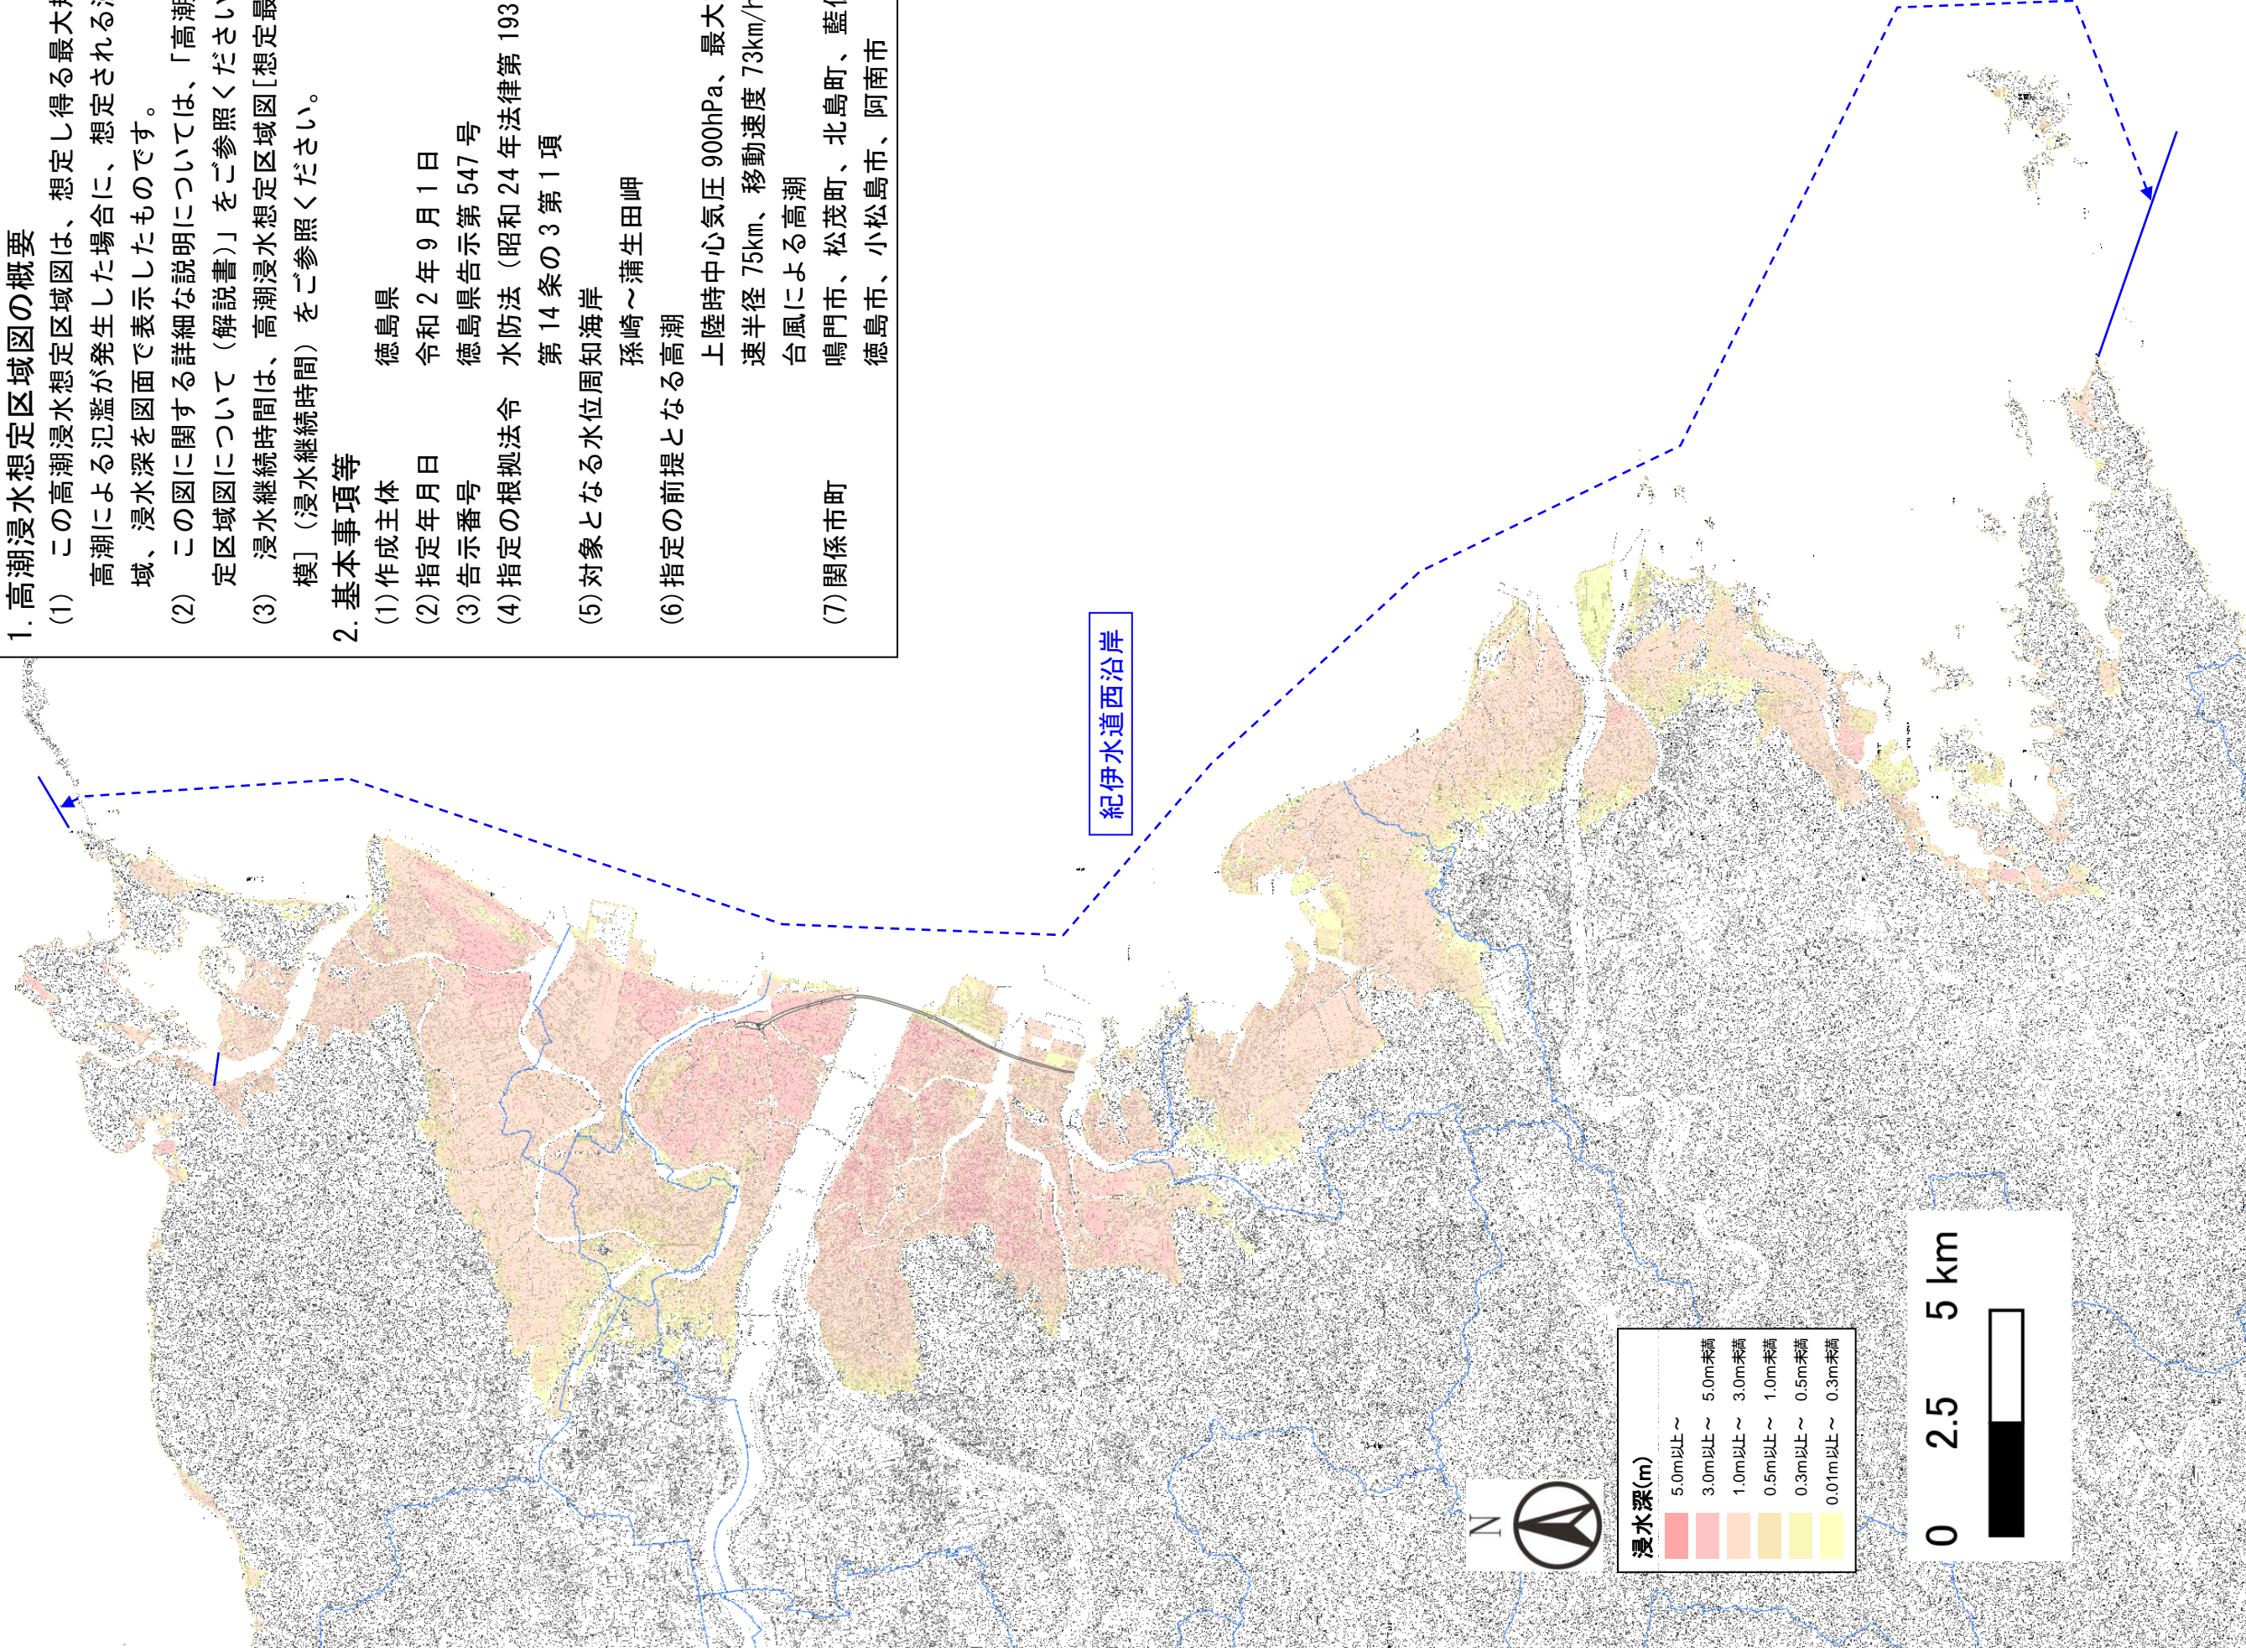 1. 高潮浸水想定区域図の概要
(1) この高潮浸水想定区域図は、想定し得る最大
高潮による氾濫が発生した場合に、想定される
域、浸水深を図面で表示したものです。
(2) この図に関する詳細な説明については、「高潮
定区域図について（解説書）」をご参照ください
(3) 浸水継続時間は、高潮浸水想定区域図[想定最
模]（浸水継続時間）をご参照ください。
2. 基本事項等
(1)作成主体 徳島県
(2)指定年月日 令和2年9月1日
(3)告示番号 徳島県告示第547号
(4)指定の根拠法令 水防法（昭和24年法律第193
第14条の3第1項
(5)対象となる水位周知海岸
孫崎～蒲生田岬
(6)指定の前提となる高潮
上陸時中心気圧900hPa、最大
速半径75km、移動速度73km/h
台風による高潮
(7)関係市町 鳴門市、松茂町、北島町、藍
徳島市、小松島市、阿南市
紀伊水道西沿岸
N
浸水深(m)
5.0m以上～
3.0m以上～ 5.0m未満
1.0m以上～ 3.0m未満
0.5m以上～ 1.0m未満
0.3m以上～ 0.5m未満
0.01m以上～ 0.3m未満
0 2.5 5 km